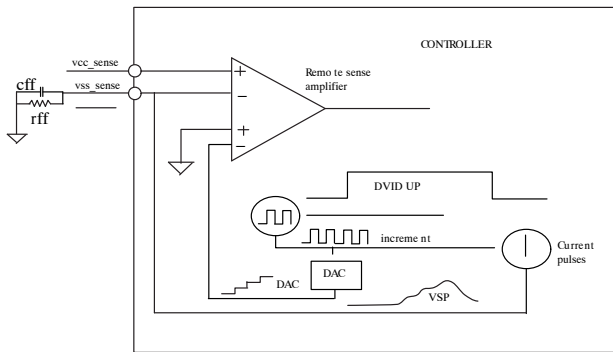 CONTROLLER
vcc_sense
Remo te sense
amplifier
cff
vss_sense
rff
+
−
+
−
DVID UP
increme nt
Current
pulses
DAC
DAC
VSP